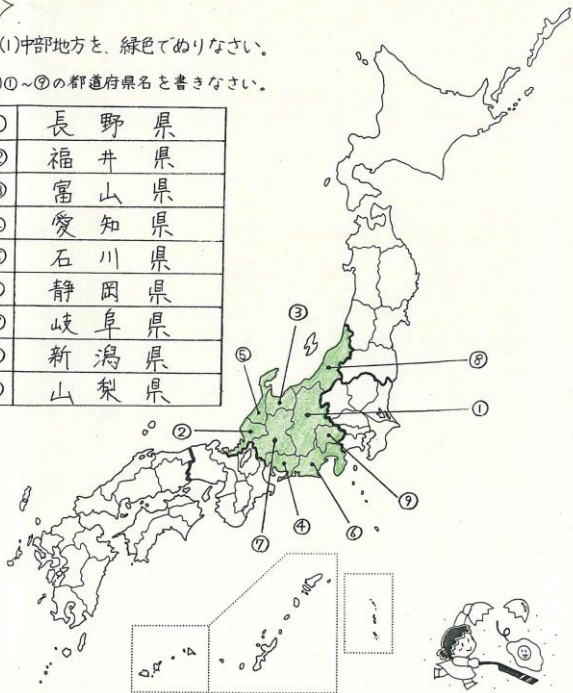 (1)中部地方を、緑色でぬりなさい。
①～⑨の都道府県名を書きなさい。
長野県
福井県
富山県
愛知県
石川県
静岡県
岐阜県
新潟県
山梨県
③
⑧
⑤
①
②
⑨
④
⑥
⑦